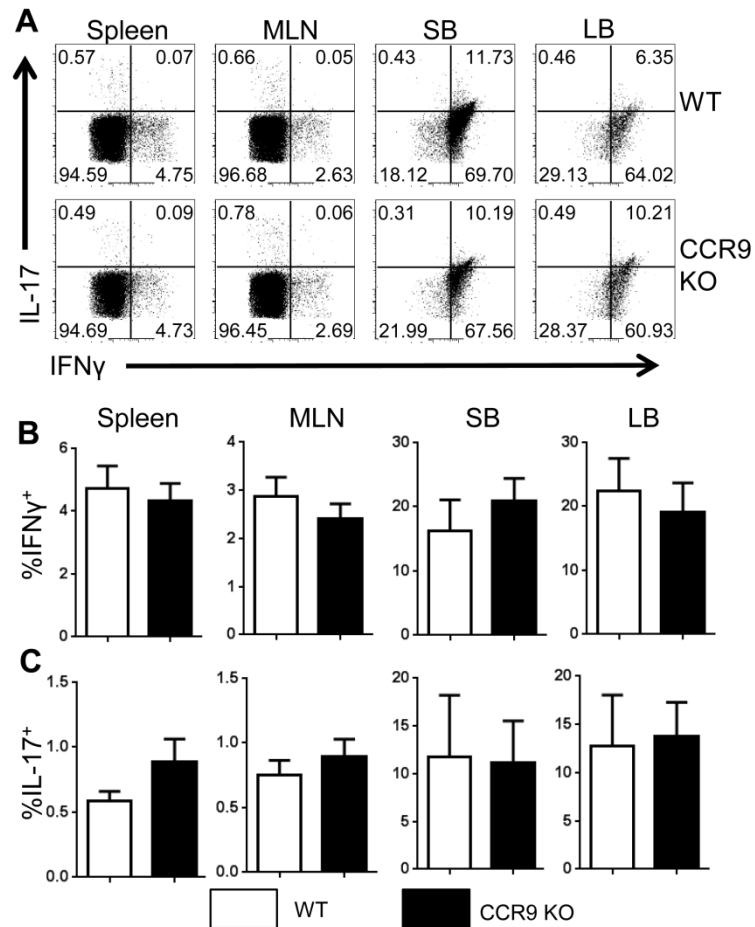 A
Spleen MLN SB LB
0.57 0.07 0.66 0.05 0.43 11.73 0.46 6.35
WT
94.59 4.75 96.68 2.63 18.12 69.70 29.13 64.02
0.49 0.09 0.78 0.06 0.31 10.19 0.49 10.21
CCR9
KO
94.69 4.73 96.45 2.69 21.99 67.56 28.37 60.93
IL-17
IFNγ
B
Spleen MLN SB LB
%IFNγ⁺
6 4 30 30
3
4 20 20
2
2 10 10
1
0 0 0 0
C
%IL-17⁺
1.5 1.5 20 20
15 15
1.0 1.0
10 10
0.5 0.5
5 5
0.0 0.0 0 0
WT CCR9 KO